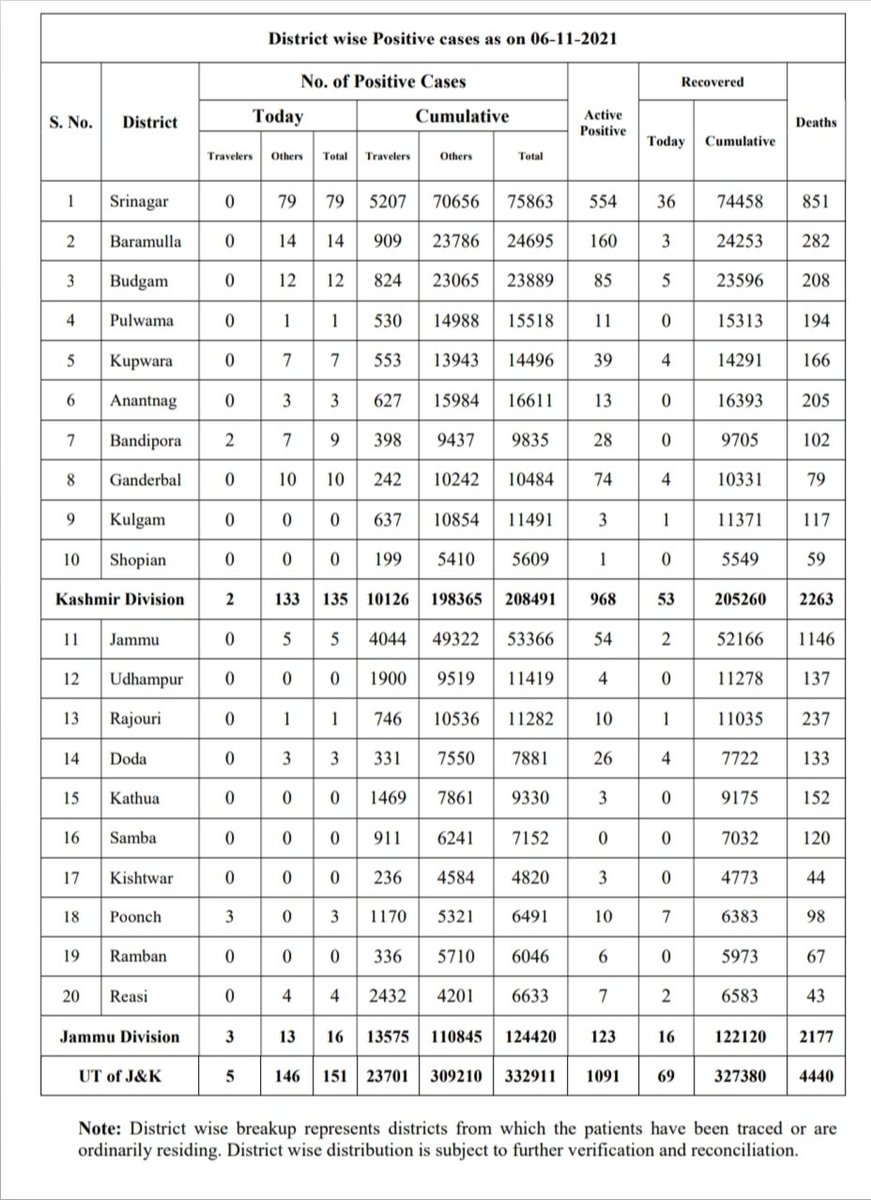 District wise Positive cases as on 06-11-2021
S. No. District No. of Positive Cases Active Positive Recovered Deaths
Today Cumulative Today Cumulative
Travelers Others Total Travelers Others Total
1 Srinagar 0 79 79 5207 70656 75863 554 36 74458 851
2 Baramulla 0 14 14 909 23786 24695 160 3 24253 282
3 Budgam 0 12 12 824 23065 23889 85 5 23596 208
4 Pulwama 0 1 1 530 14988 15518 11 0 15313 194
5 Kupwara 0 7 7 553 13943 14496 39 4 14291 166
6 Anantnag 0 3 3 627 15984 16611 13 0 16393 205
7 Bandipora 2 7 9 398 9437 9835 28 0 9705 102
8 Ganderbal 0 10 10 242 10242 10484 74 4 10331 79
9 Kulgam 0 0 0 637 10854 11491 3 1 11371 117
10 Shopian 0 0 0 199 5410 5609 1 0 5549 59
Kashmir Division 2 133 135 10126 198365 208491 968 53 205260 2263
11 Jammu 0 5 5 4044 49322 53366 54 2 52166 1146
12 Udhampur 0 0 0 1900 9519 11419 4 0 11278 137
13 Rajouri 0 1 1 746 10536 11282 10 1 11035 237
14 Doda 0 3 3 331 7550 7881 26 4 7722 133
15 Kathua 0 0 0 1469 7861 9330 3 0 9175 152
16 Samba 0 0 0 911 6241 7152 0 0 7032 120
17 Kishtwar 0 0 0 236 4584 4820 3 0 4773 44
18 Poonch 3 0 3 1170 5321 6491 10 7 6383 98
19 Ramban 0 0 0 336 5710 6046 6 0 5973 67
20 Reasi 0 4 4 2432 4201 6633 7 2 6583 43
Jammu Division 3 13 16 13575 110845 124420 123 16 122120 2177
UT of J&K 5 146 151 23701 309210 332911 1091 69 327380 4440
Note: District wise breakup represents districts from which the patients have been traced or are
ordinarily residing. District wise distribution is subject to further verification and reconciliation.